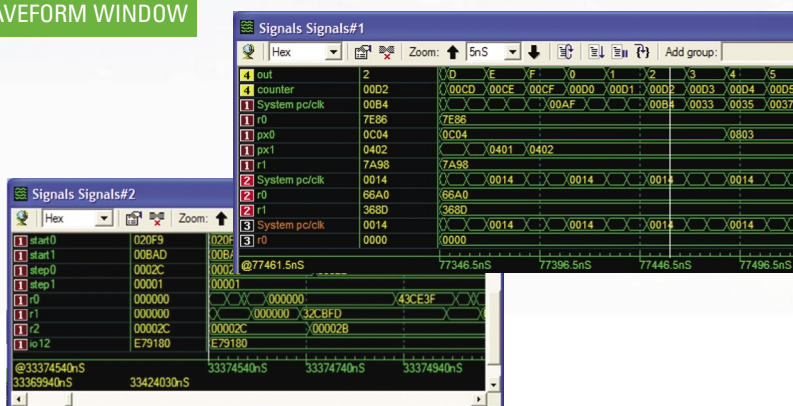 AVEFORM WINDOW
Signals Signals#1
Hex Zoom: 5nS Add group:
4 out 2 D E F 0 1 2 3 4 5
4 counter 00D2 00CD 00CE 00CF 00D0 00D1 00D2 00D3 00D4 00D5
1 System pc/clk 00B4 00AF 00B4 0033 0035 0037
1 r0 7E86 7E86
1 px0 0C04 0C04 0803
1 px1 0402 0401 0402
1 r1 7A98 7A98
2 System pc/clk 0014 0014 0014 0014 0014
2 r0 66A0 66A0
2 r1 368D 368D
3 System pc/clk 0014 0014 0014 0014 0014
3 r0 0000 0000
@77461.5nS 77346.5nS 77396.5nS 77446.5nS 77496.5nS
Signals Signals#2
Hex Zoom:
1 start0 020F9 020F
1 start1 00BAD 00BA
1 step0 0002C 0002
1 step1 00001 00001
1 r0 000000 000000 43CE3F
1 r1 000000 000000 32CBFD
1 r2 00002C 00002C 00002B
1 io12 E79180 E79180
@33374540nS 33374540nS 33374740nS 33374940nS
33369940nS 33424030nS